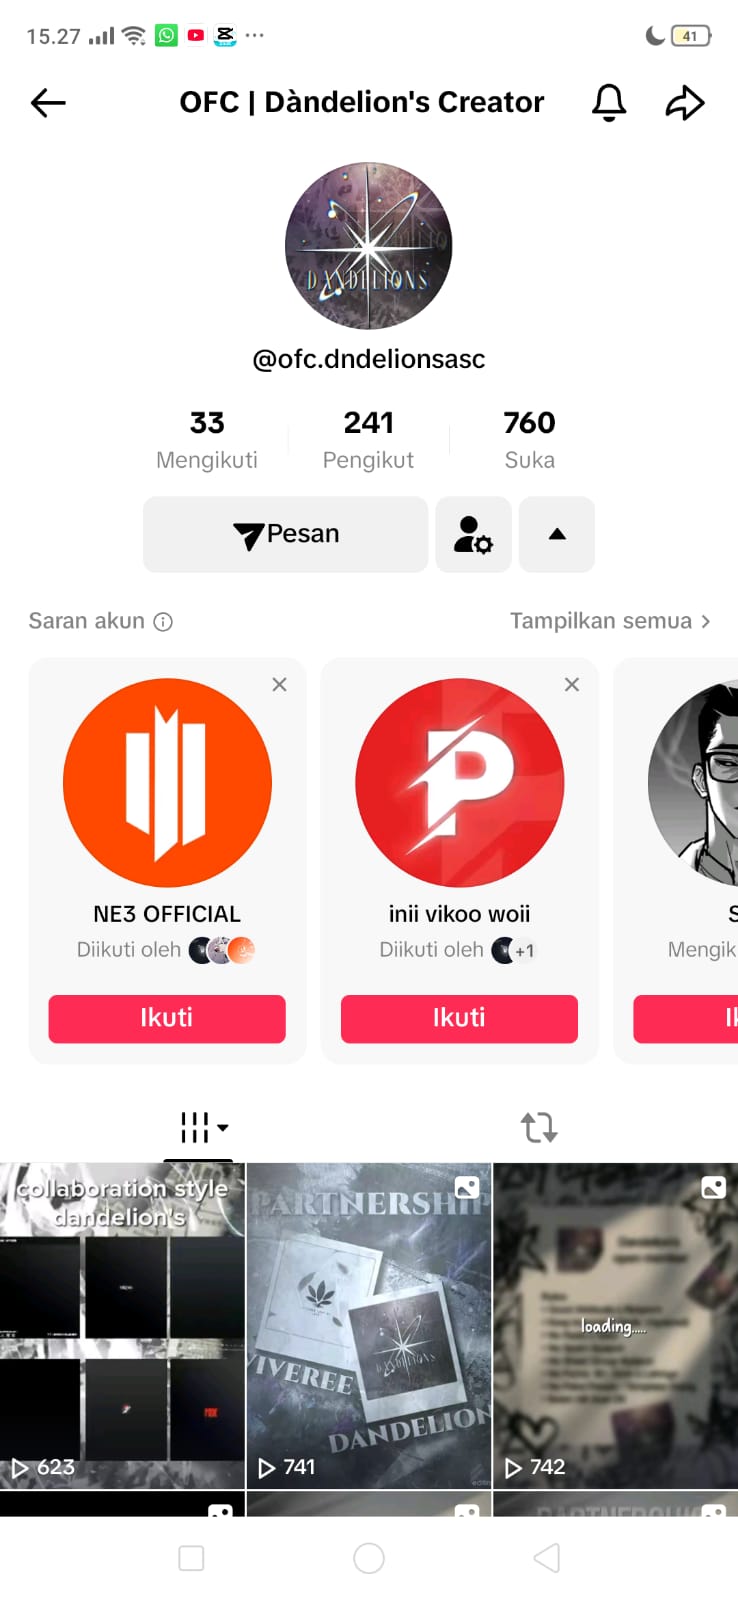 15.27
41
OFC | Dàndelion's Creator
DANDELIONS
@ofc.dndelionsasc
33
Mengikuti
241
Pengikut
760
Suka
Pesan
Saran akun
Tampilkan semua >
NE3 OFFICIAL
Diikuti oleh
Ikuti
inii vikoo woii
Diikuti oleh +1
Ikuti
S
Mengik
collaboration style
dandelion's
623
PARTNERSHIP
DANDELIONS
VIVEREE
DANDELION
741
loading.....
742